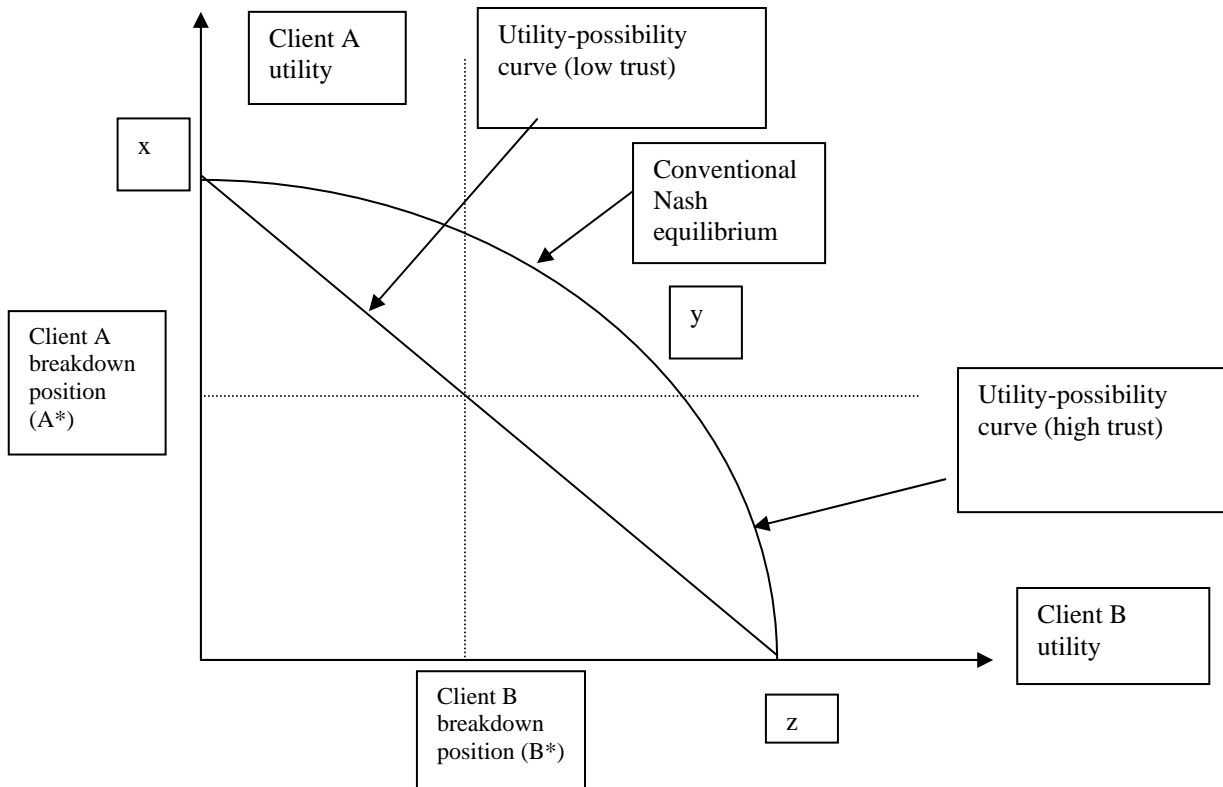 Client A
utility
Utility-possibility
curve (low trust)
x
Conventional
Nash
equilibrium
y
Client A
breakdown
position
(A*)
Utility-possibility
curve (high trust)
Client B
utility
Client B
breakdown
position (B*)
z